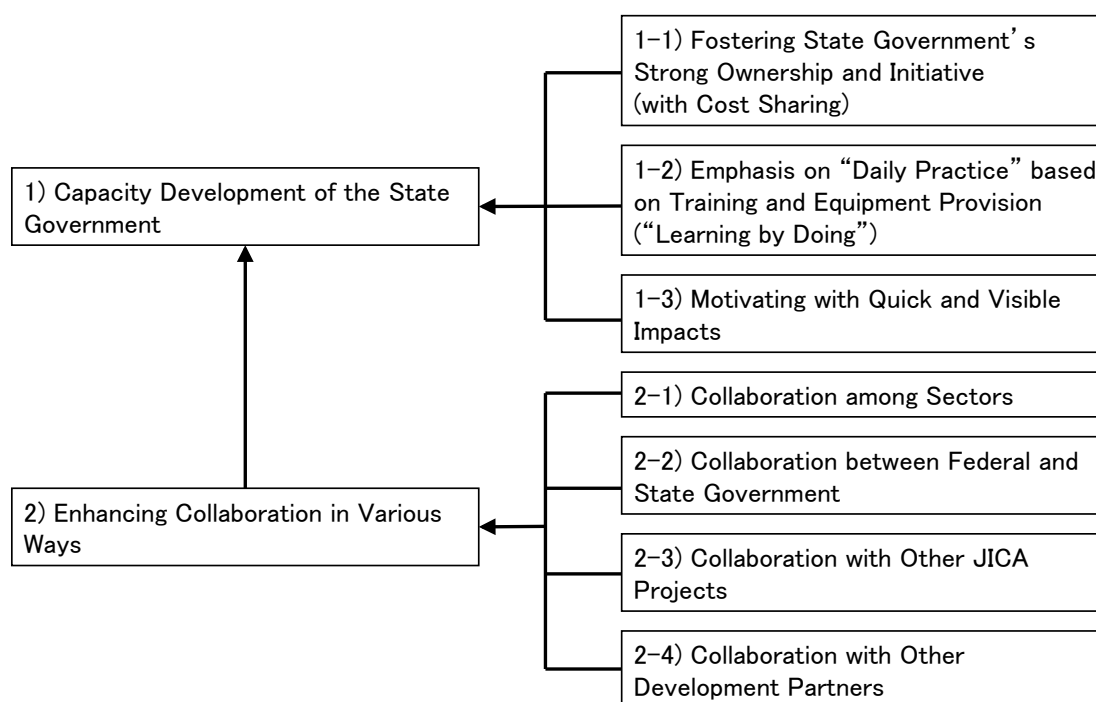 1-1) Fostering State Government’s
Strong Ownership and Initiative
(with Cost Sharing)
1) Capacity Development of the State
Government
1-2) Emphasis on “Daily Practice” based
on Training and Equipment Provision
(“Learning by Doing”)
1-3) Motivating with Quick and Visible
Impacts
2-1) Collaboration among Sectors
2) Enhancing Collaboration in Various
Ways
2-2) Collaboration between Federal and
State Government
2-3) Collaboration with Other JICA
Projects
2-4) Collaboration with Other
Development Partners